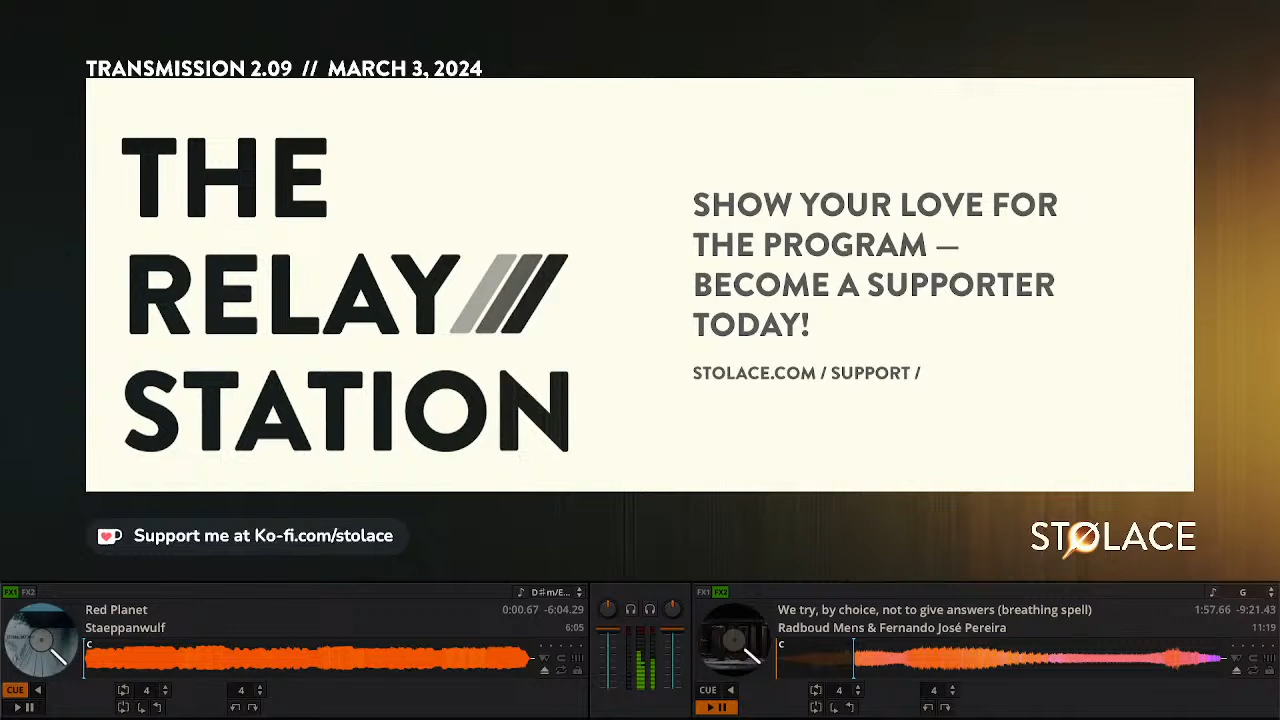 TRANSMISSION 2.09 // MARCH 3, 2024
THE
RELAY
STATION
SHOW YOUR LOVE FOR
THE PROGRAM —
BECOME A SUPPORTER
TODAY!
STOLACE.COM / SUPPORT /
Support me at Ko-fi.com/stolace
STØLACE
FX1 FX2
D♯m/E...
Red Planet
0:00.67 -6:04.29
Staeppanwulf
6:05
C
CUE
4
4
FX1 FX2
G
We try, by choice, not to give answers (breathing spell)
1:57.66 -9:21.43
Radboud Mens & Fernando José Pereira
11:19
C
CUE
4
4